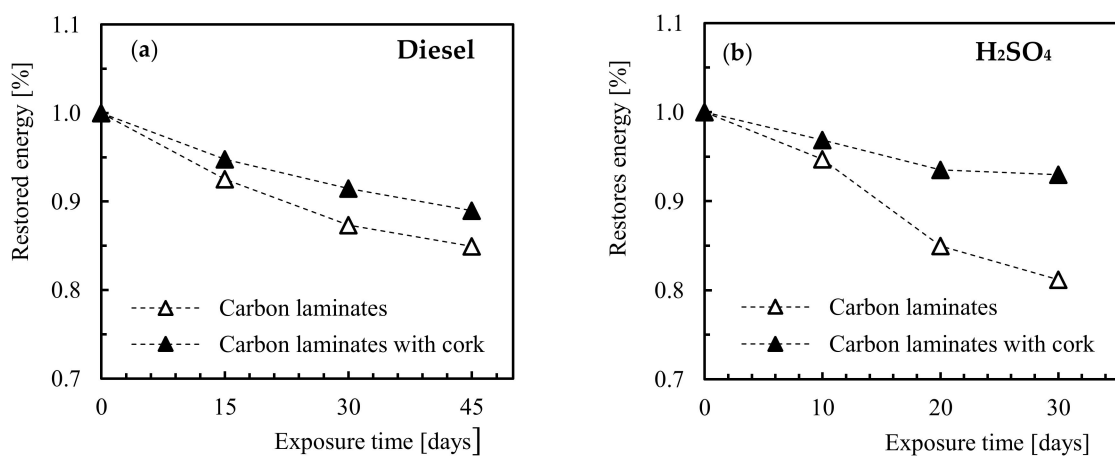 (a) Diesel
Restored energy [%]
1.1
1.0
0.9
0.8
0.7
Carbon laminates
Carbon laminates with cork
0 15 30 45
Exposure time [days]
(b) H₂SO₄
Restores energy [%]
1.1
1.0
0.9
0.8
0.7
Carbon laminates
Carbon laminates with cork
0 10 20 30
Exposure time [days]